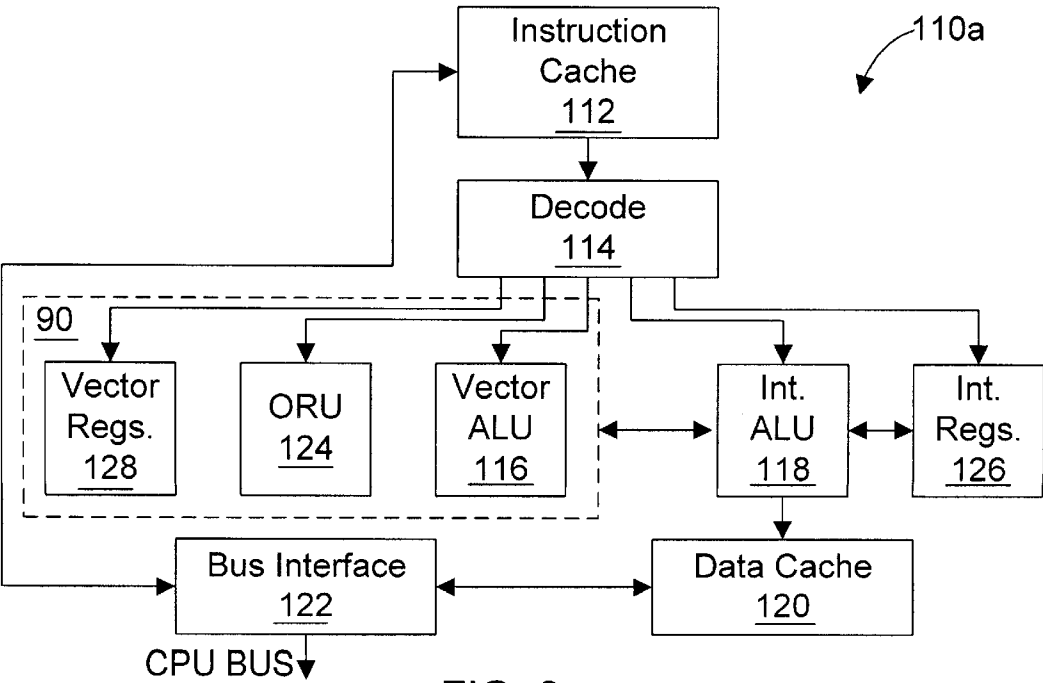 Instruction
Cache
112
110a
Decode
114
90
Vector
Regs.
128
ORU
124
Vector
ALU
116
Int.
ALU
118
Int.
Regs.
126
Bus Interface
122
Data Cache
120
CPU BUS